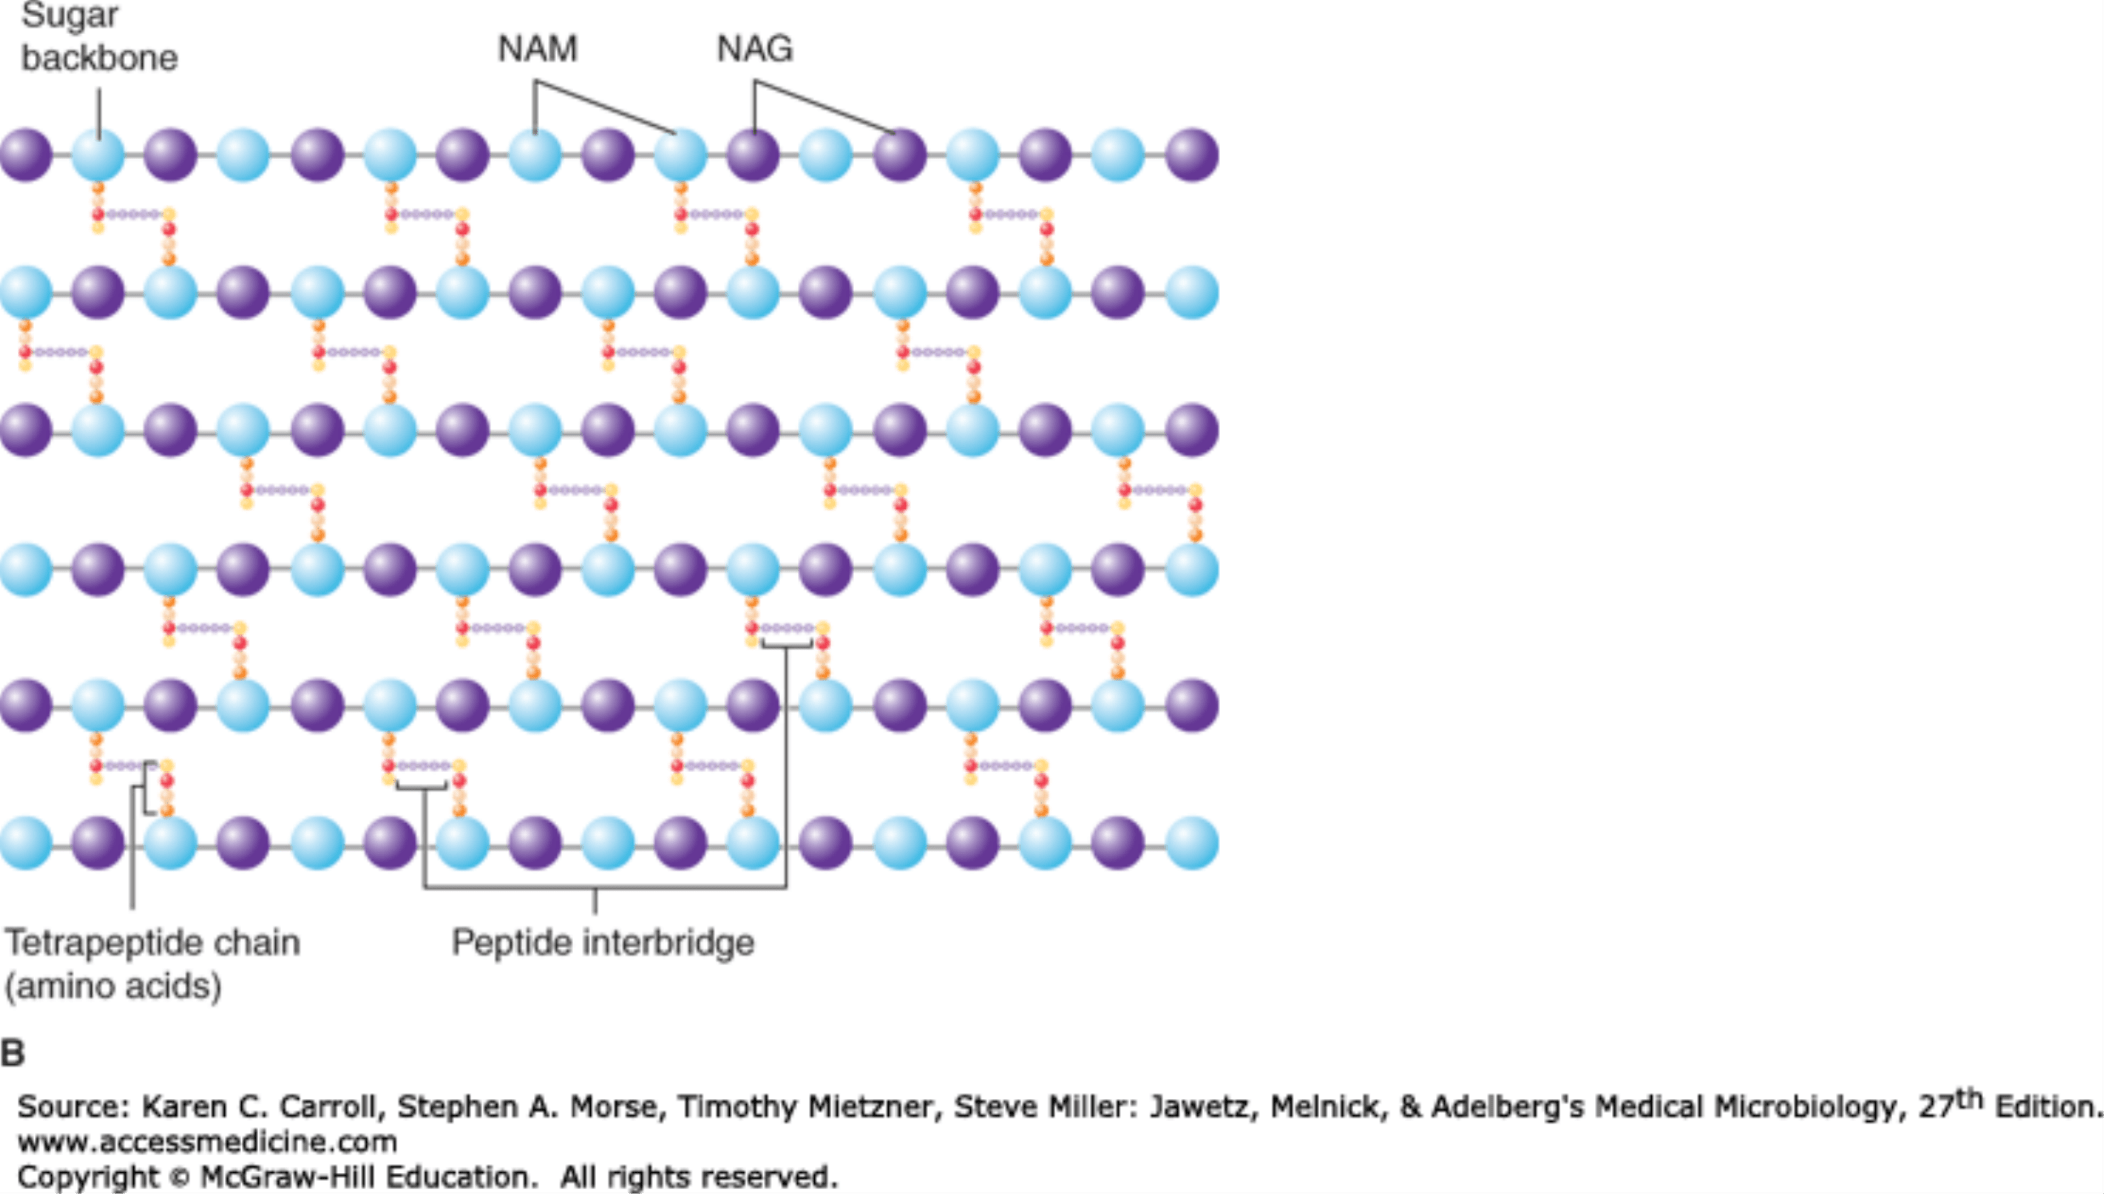 Sugar
backbone
NAM
NAG
Tetrapeptide chain
(amino acids)
Peptide interbridge
B
Source: Karen C. Carroll, Stephen A. Morse, Timothy Mietzner, Steve Miller: Jawetz, Melnick, & Adelberg's Medical Microbiology, 27th Edition.
www.accessmedicine.com
Copyright © McGraw-Hill Education.  All rights reserved.